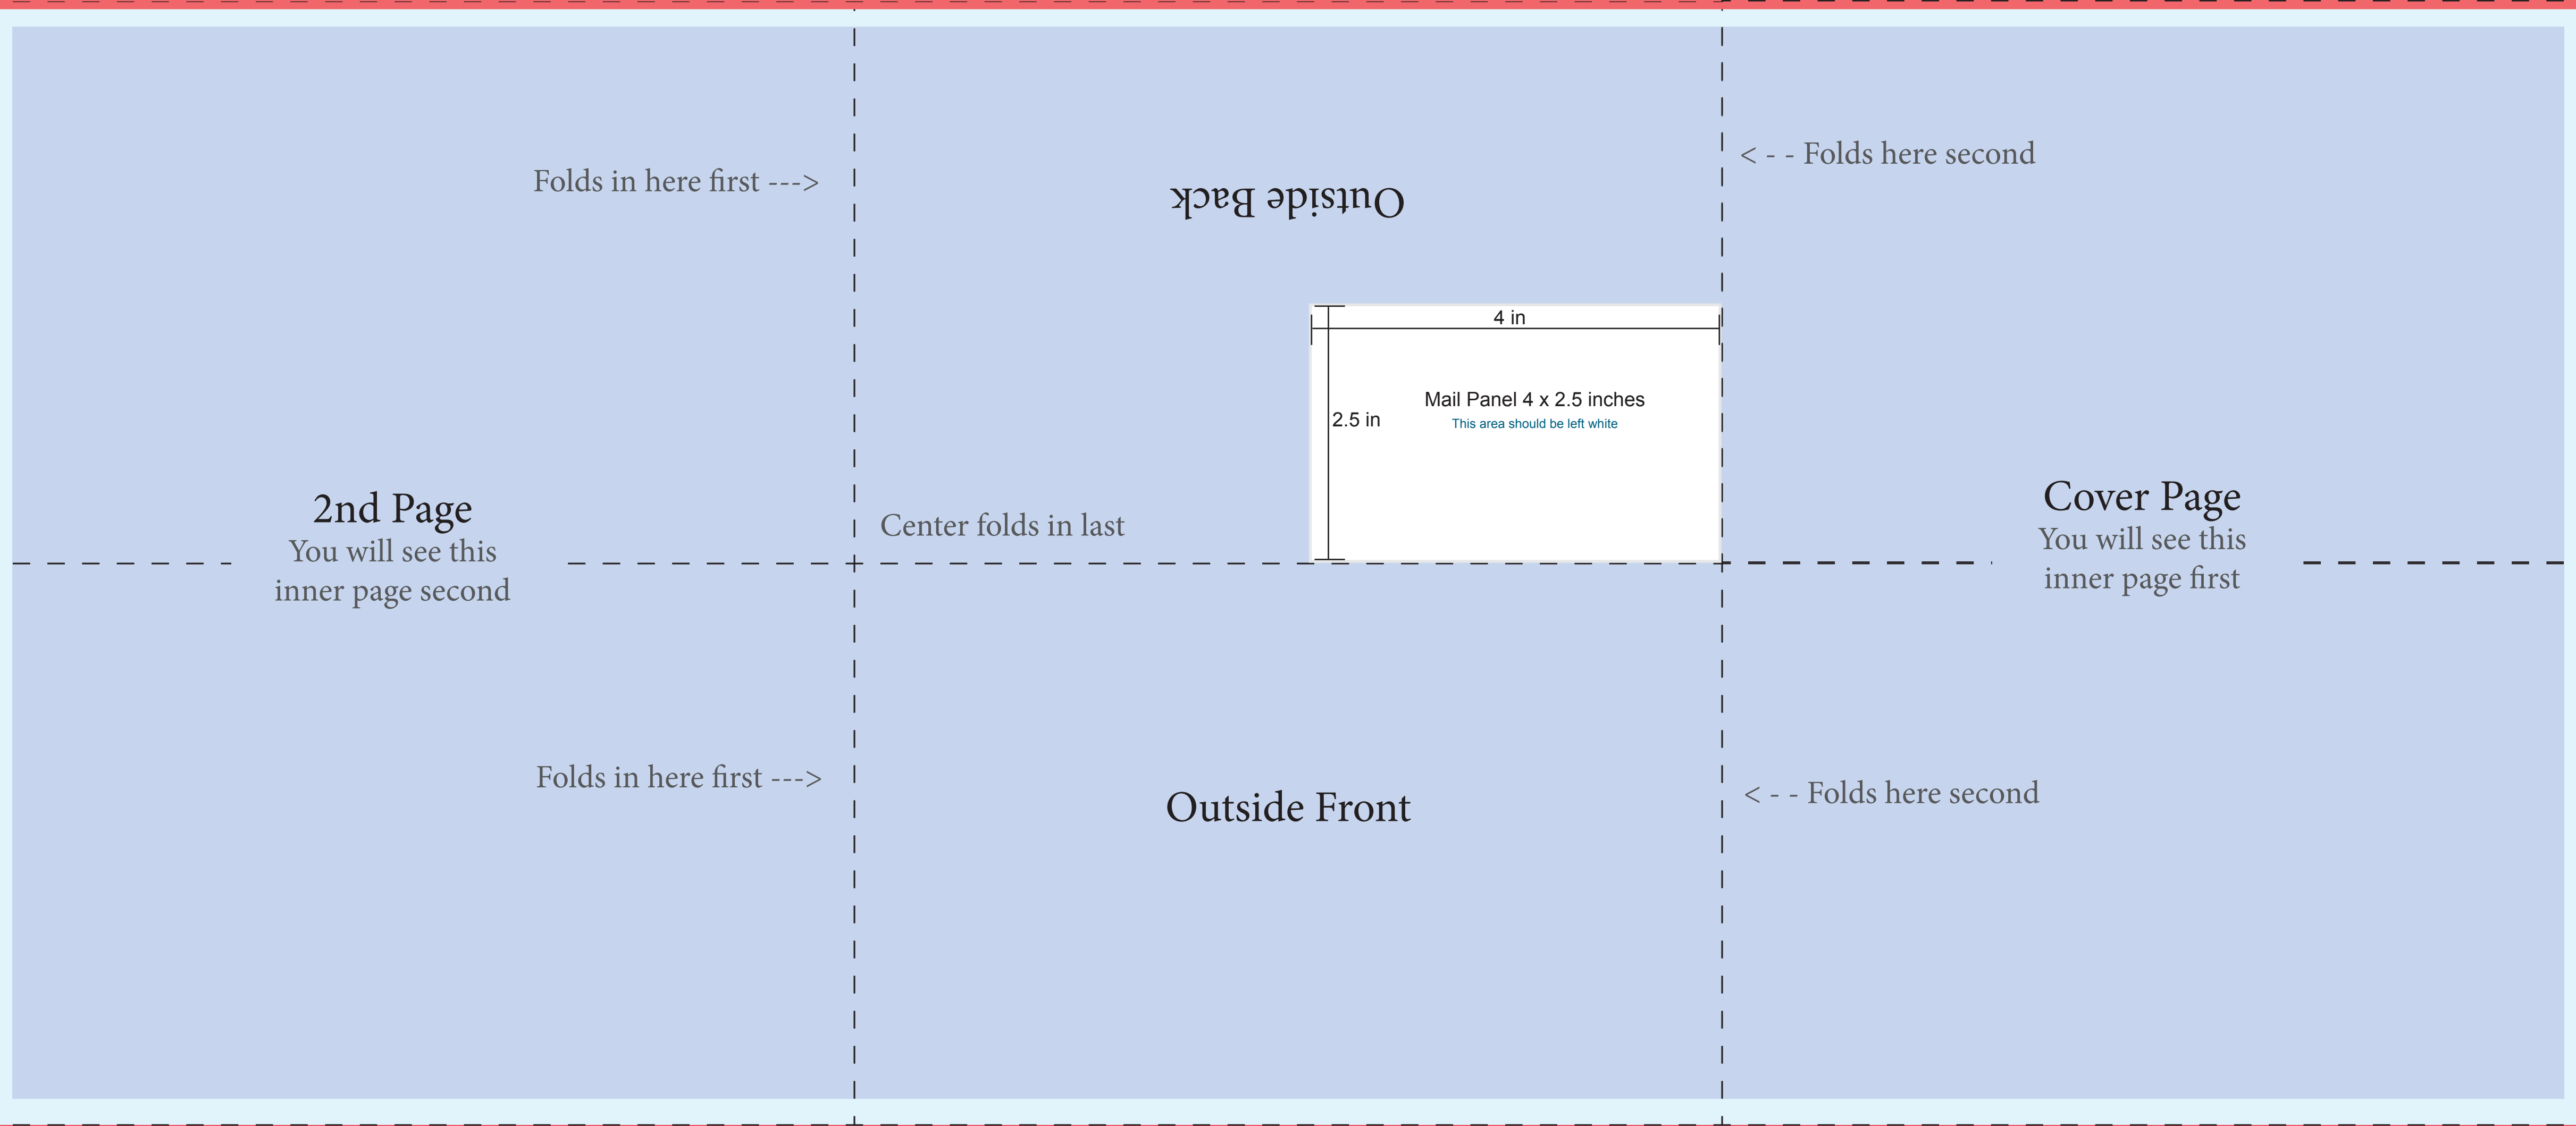 Folds in here first --->
< - - Folds here second
Outside Back
4 in
Mail Panel 4 x 2.5 inches
2.5 in
This area should be left white
2nd Page
You will see this
inner page second
Center folds in last
Cover Page
You will see this
inner page first
Folds in here first --->
< - - Folds here second
Outside Front